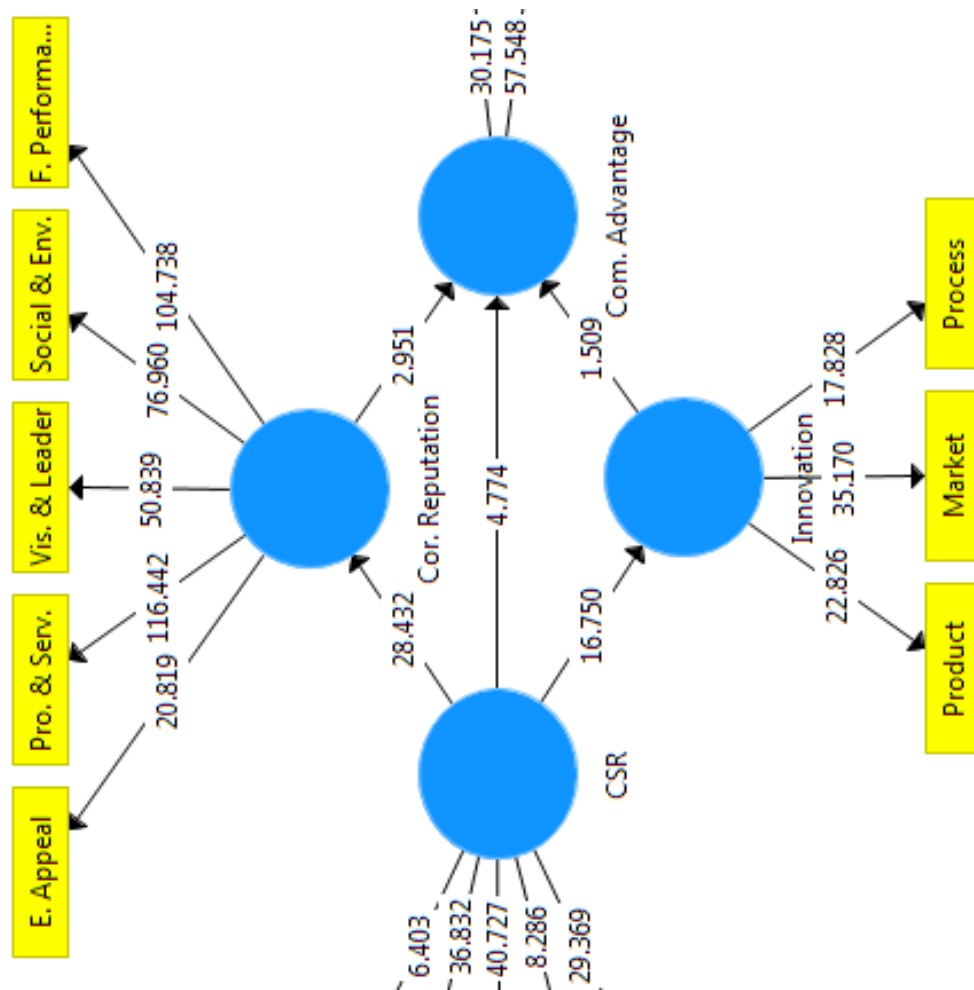 E. Appeal
Pro. & Serv.
Vis. & Leader
Social & Env.
F. Performa...
20.819
116.442
50.839
76.960
104.738
Cor. Reputation
28.432
2.951
6.403
36.832
40.727
8.286
29.369
CSR
4.774
30.175
57.548
Com. Advantage
16.750
1.509
Innovation
22.826
35.170
17.828
Product
Market
Process